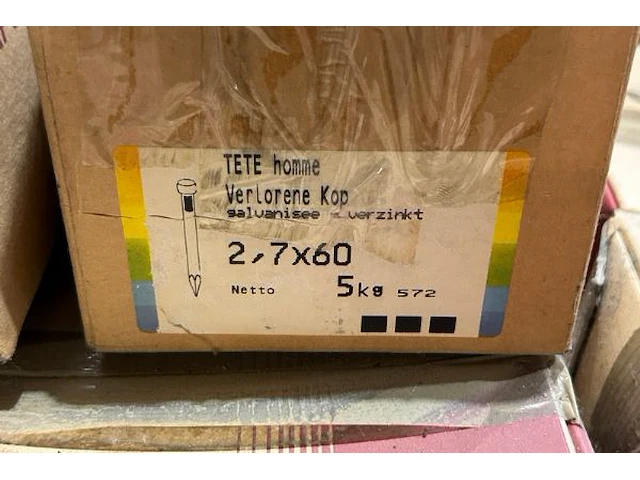 TETE homme
Verlorene Kop
galvanisee - verzinkt
2,7x60
Netto 5kg 572